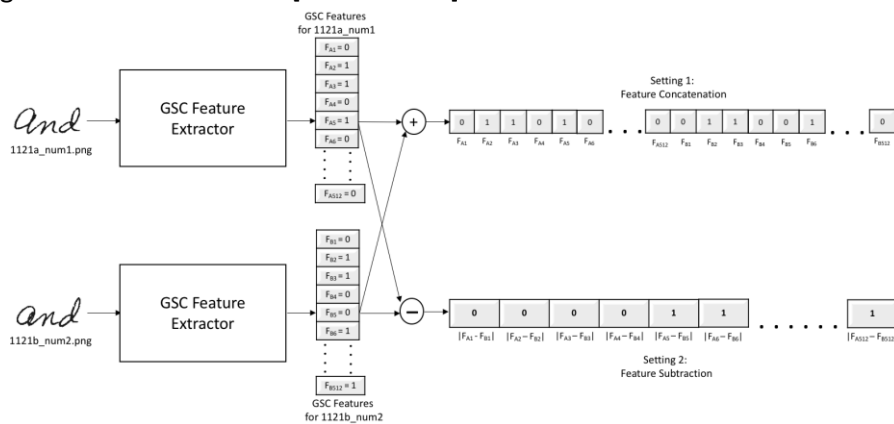 GSC Features
for 1121a_num1
F_A1 = 0
F_A2 = 1
F_A3 = 1
F_A4 = 0
F_A5 = 1
F_A6 = 0
F_A512 = 0
and
1121a_num1.png
GSC Feature
Extractor
+
Setting 1:
Feature Concatenation
0 1 1 0 1 0 . . . 0 0 1 1 0 0 1 . . . 0
F_A1 F_A2 F_A3 F_A4 F_A5 F_A6 F_A512 F_B1 F_B2 F_B3 F_B4 F_B5 F_B6 F_B512
F_B1 = 0
F_B2 = 1
F_B3 = 1
F_B4 = 0
F_B5 = 0
F_B6 = 1
F_B512 = 1
and
1121b_num2.png
GSC Feature
Extractor
−
0 0 0 0 1 1 . . . . . . 1
|F_A1 - F_B1| |F_A2 – F_B2| |F_A3 – F_B3| |F_A4 – F_B4| |F_A5 – F_B5| |F_A6 – F_B6| |F_A512 – F_B512|
Setting 2:
Feature Subtraction
GSC Features
for 1121b_num2